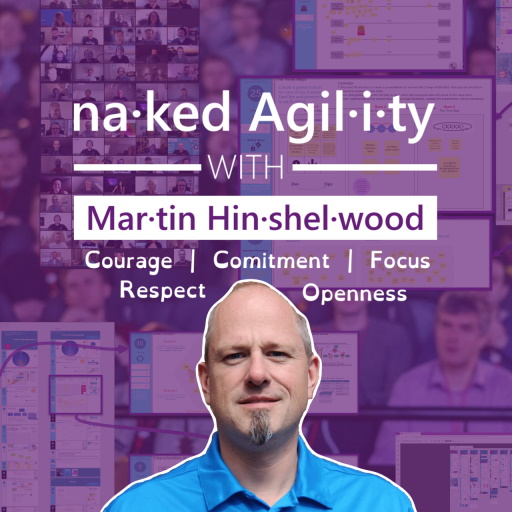 na·ked Agil·i·ty
WITH
Mar·tin Hin·shel·wood
Courage | Comitment | Focus
Respect Openness